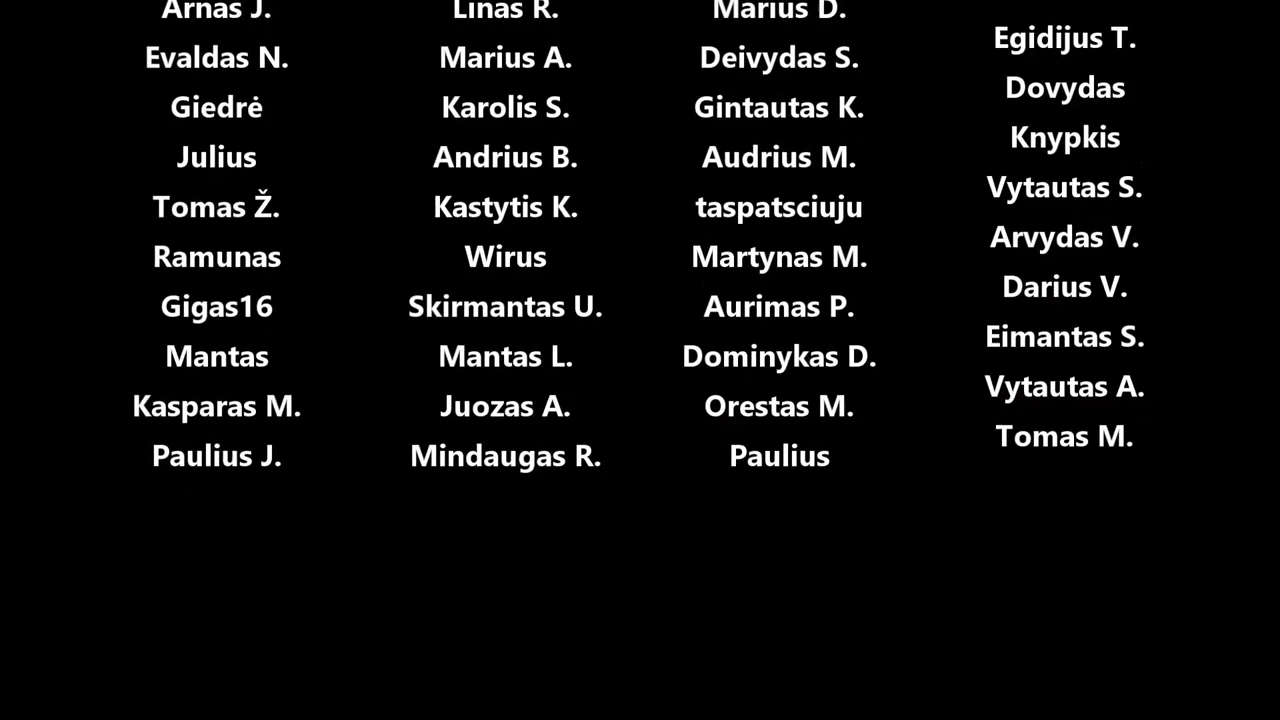 Arnas J.
Evaldas N.
Giedrė
Julius
Tomas Ž.
Ramunas
Gigas16
Mantas
Kasparas M.
Paulius J.
Linas R.
Marius A.
Karolis S.
Andrius B.
Kastytis K.
Wirus
Skirmantas U.
Mantas L.
Juozas A.
Mindaugas R.
Marius D.
Deivydas S.
Gintautas K.
Audrius M.
taspatsciuju
Martynas M.
Aurimas P.
Dominykas D.
Orestas M.
Paulius
Egidijus T.
Dovydas
Knypkis
Vytautas S.
Arvydas V.
Darius V.
Eimantas S.
Vytautas A.
Tomas M.